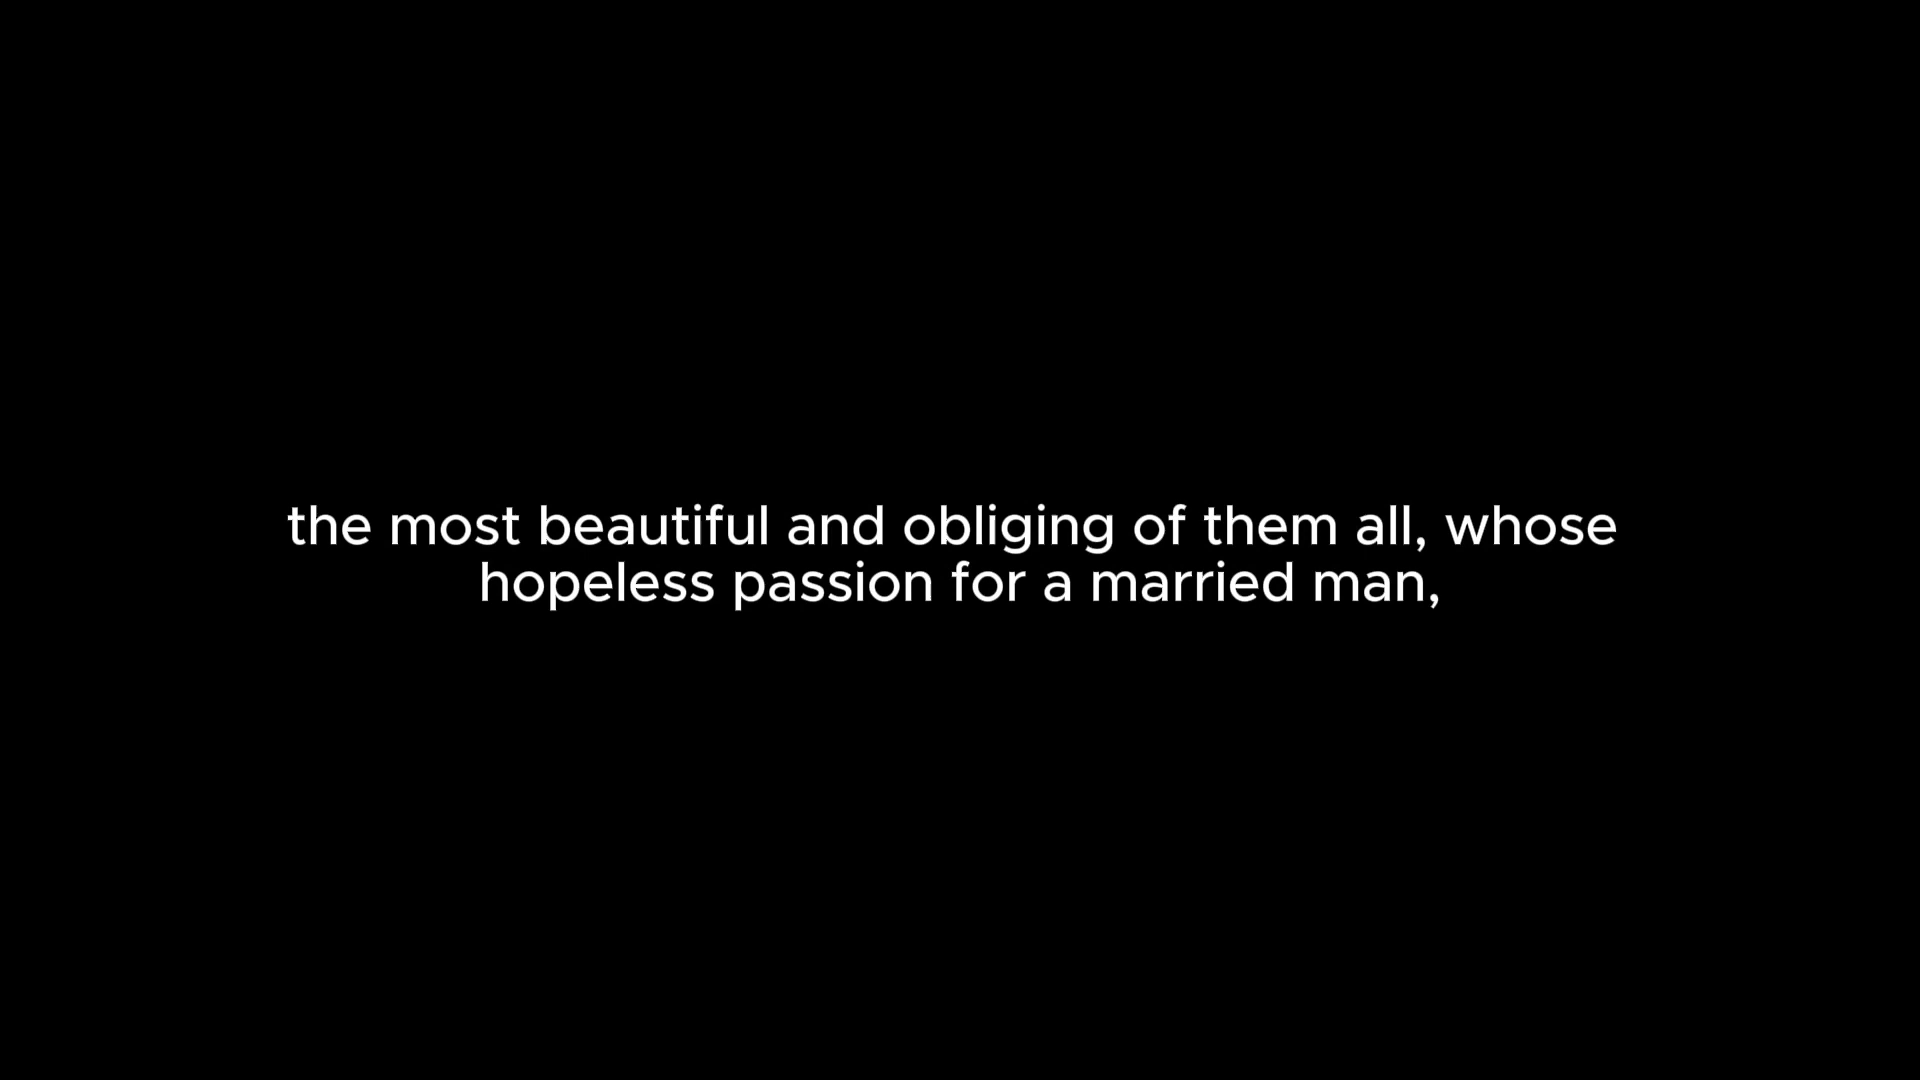 the most beautiful and obliging of them all, whose
hopeless passion for a married man,